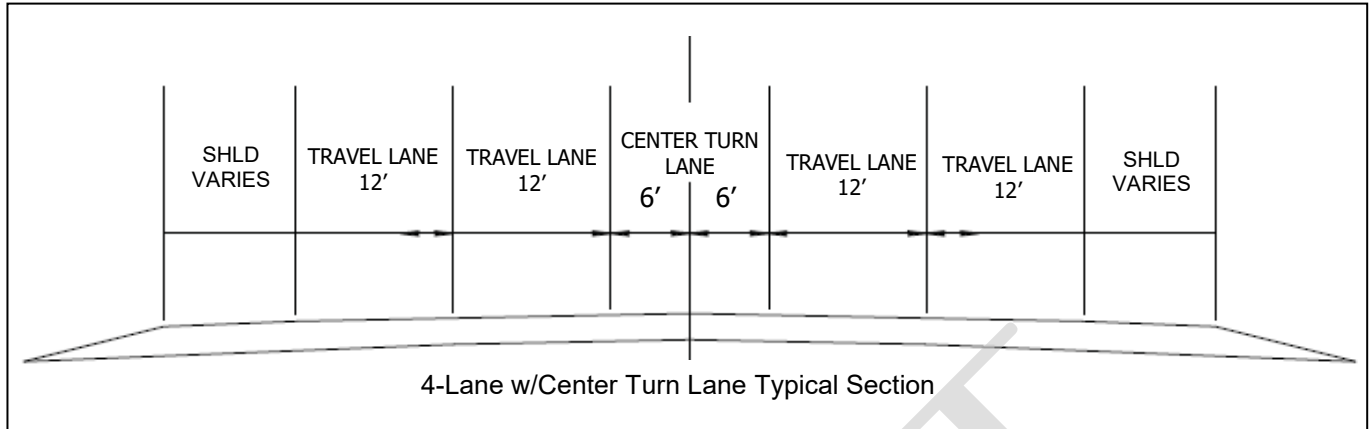 SHLD
VARIES
TRAVEL LANE
12’
TRAVEL LANE
12’
CENTER TURN
LANE
6’ 6’
TRAVEL LANE
12’
TRAVEL LANE
12’
SHLD
VARIES
4-Lane w/Center Turn Lane Typical Section